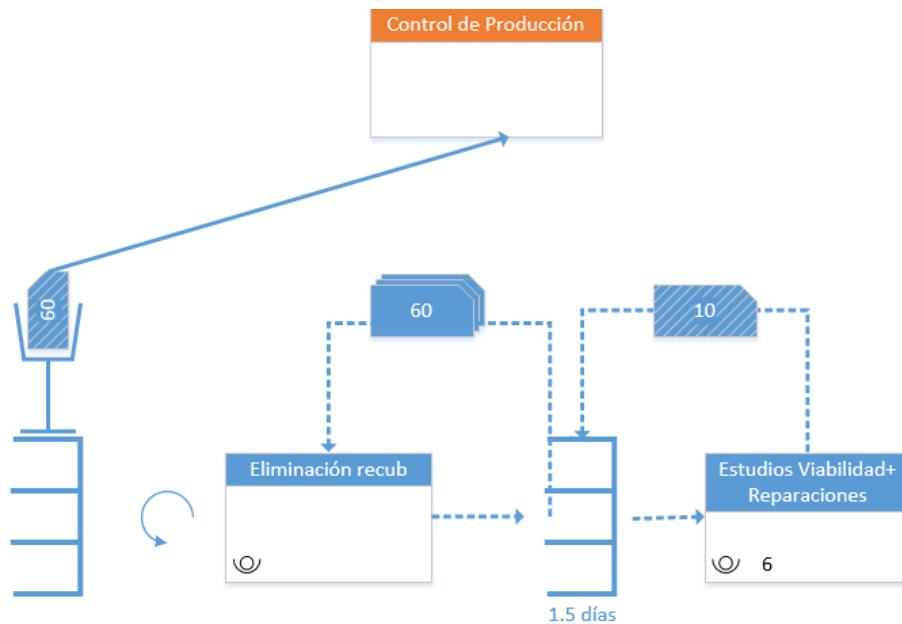 Control de Producción
60
60
10
Eliminación recub
Estudios Viabilidad+
Reparaciones
6
1.5 días